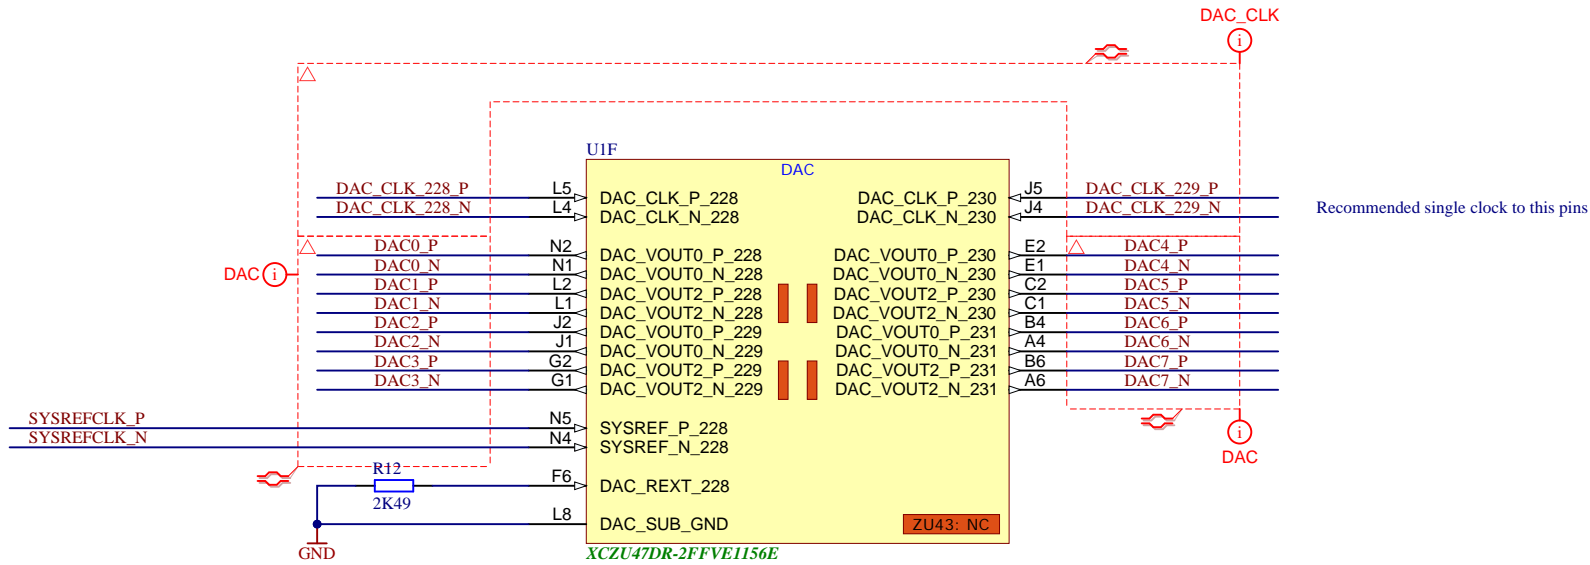 DAC_CLK
i
U1F
DAC
DAC_CLK_228_P L5 DAC_CLK_P_228 DAC_CLK_P_230 J5 DAC_CLK_229_P
DAC_CLK_228_N L4 DAC_CLK_N_228 DAC_CLK_N_230 J4 DAC_CLK_229_N
Recommended single clock to this pins
DAC0_P N2 DAC_VOUT0_P_228 DAC_VOUT0_P_230 E2 DAC4_P
DAC i
DAC0_N N1 DAC_VOUT0_N_228 DAC_VOUT0_N_230 E1 DAC4_N
DAC1_P L2 DAC_VOUT2_P_228 DAC_VOUT2_P_230 C2 DAC5_P
DAC1_N L1 DAC_VOUT2_N_228 DAC_VOUT2_N_230 C1 DAC5_N
DAC2_P J2 DAC_VOUT0_P_229 DAC_VOUT0_P_231 B4 DAC6_P
DAC2_N J1 DAC_VOUT0_N_229 DAC_VOUT0_N_231 A4 DAC6_N
DAC3_P G2 DAC_VOUT2_P_229 DAC_VOUT2_P_231 B6 DAC7_P
DAC3_N G1 DAC_VOUT2_N_229 DAC_VOUT2_N_231 A6 DAC7_N
SYSREFCLK_P N5 SYSREF_P_228
SYSREFCLK_N N4 SYSREF_N_228
i
DAC
R12
2K49
F6 DAC_REXT_228
L8 DAC_SUB_GND
ZU43: NC
GND
XCZU47DR-2FFVE1156E